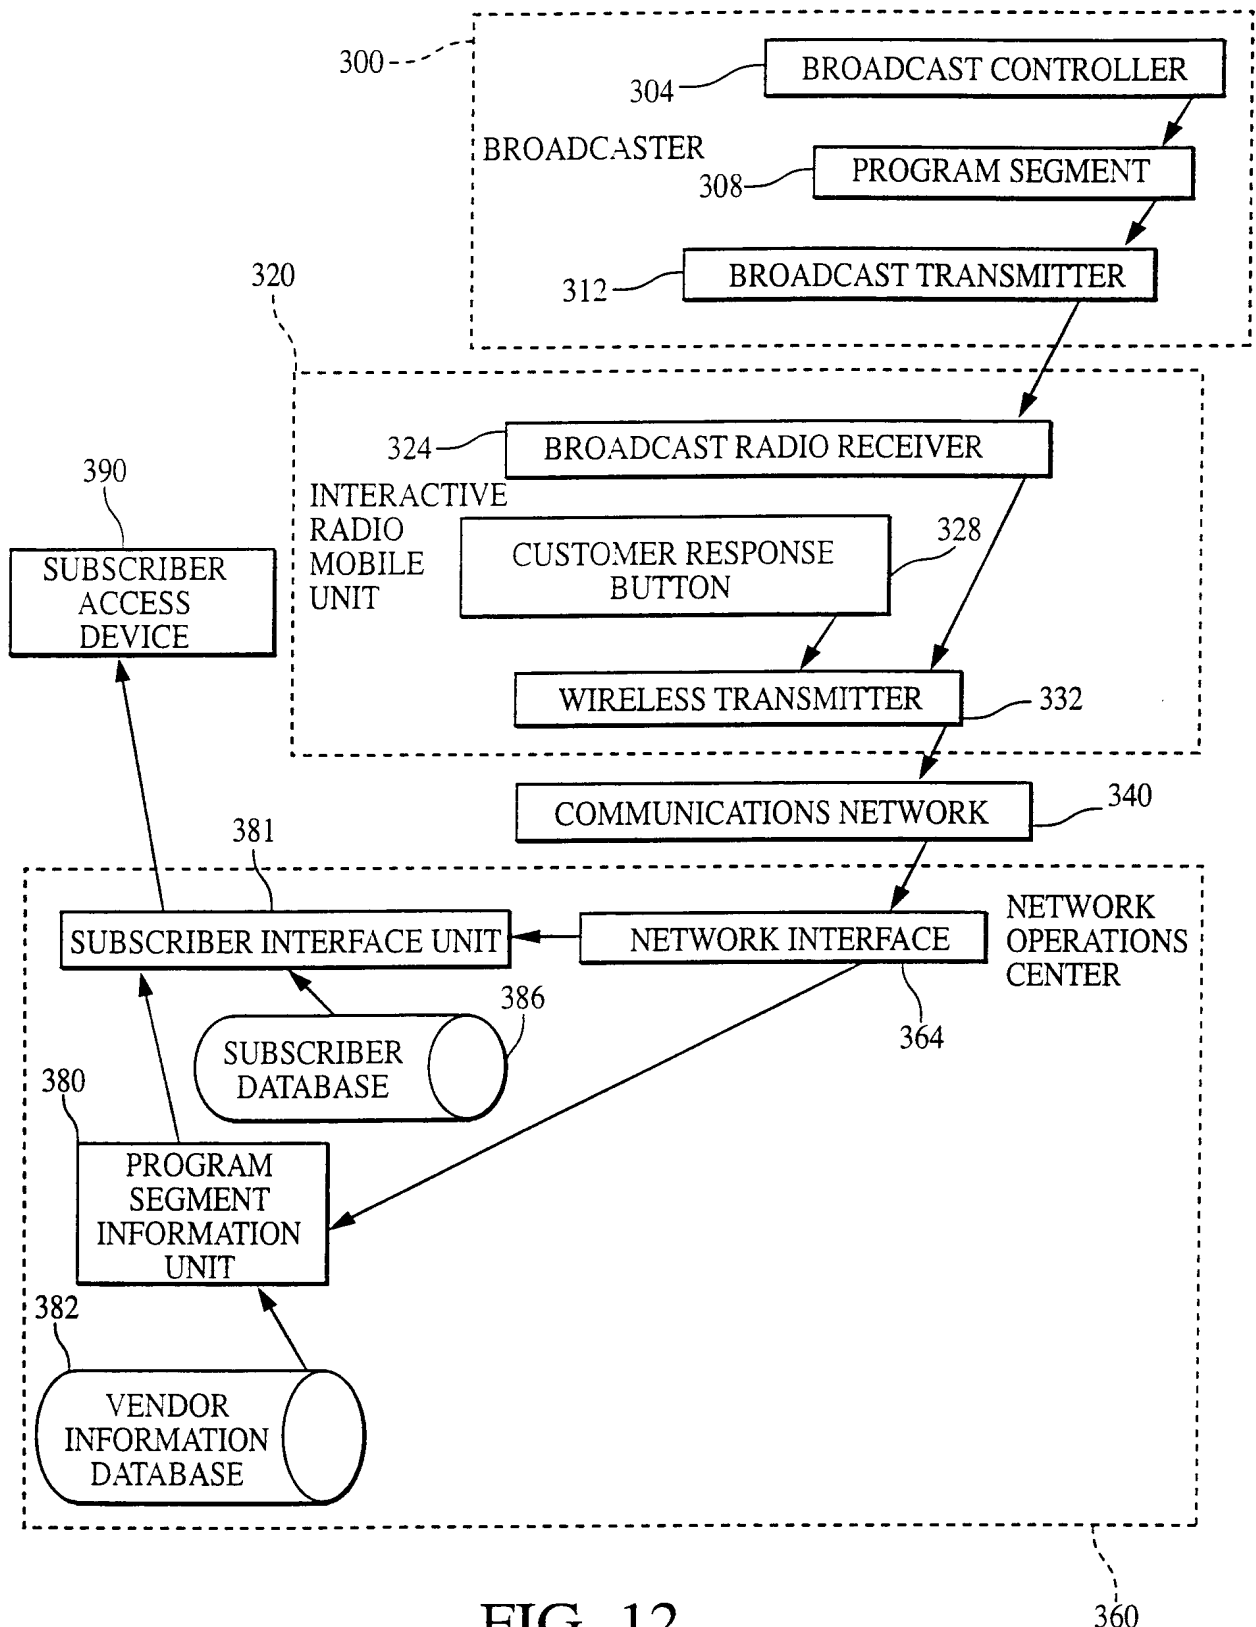 300
304
BROADCAST CONTROLLER
BROADCASTER
308
PROGRAM SEGMENT
312
BROADCAST TRANSMITTER
320
324
BROADCAST RADIO RECEIVER
INTERACTIVE
RADIO
MOBILE
UNIT
CUSTOMER RESPONSE
BUTTON
328
390
SUBSCRIBER
ACCESS
DEVICE
WIRELESS TRANSMITTER
332
COMMUNICATIONS NETWORK
340
381
SUBSCRIBER INTERFACE UNIT
NETWORK INTERFACE
364
NETWORK
OPERATIONS
CENTER
386
SUBSCRIBER
DATABASE
380
PROGRAM
SEGMENT
INFORMATION
UNIT
382
VENDOR
INFORMATION
DATABASE
360
FIG. 12